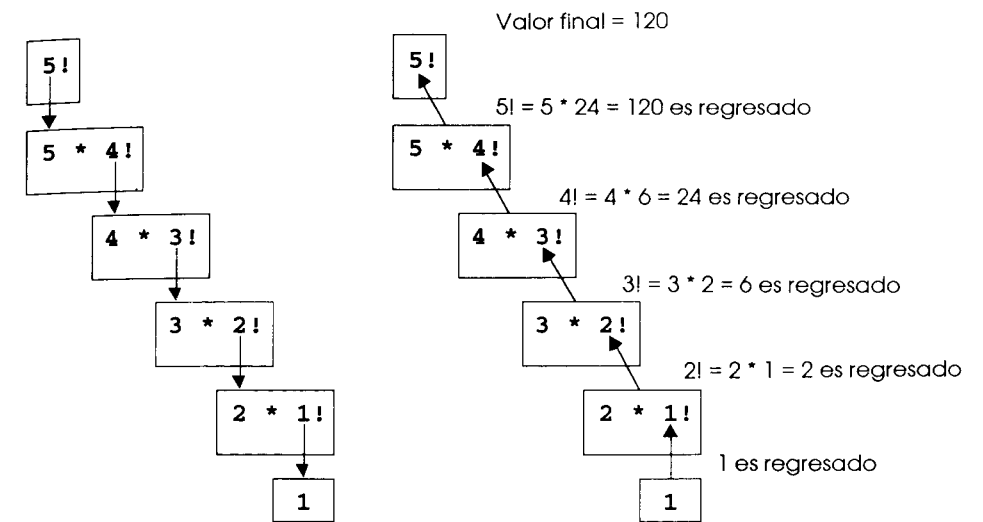 Valor final = 120
5!
5 * 4!
4 * 3!
3 * 2!
2 * 1!
1
5!
5! = 5 * 24 = 120 es regresado
5 * 4!
4! = 4 * 6 = 24 es regresado
4 * 3!
3! = 3 * 2 = 6 es regresado
3 * 2!
2! = 2 * 1 = 2 es regresado
2 * 1!
1 es regresado
1